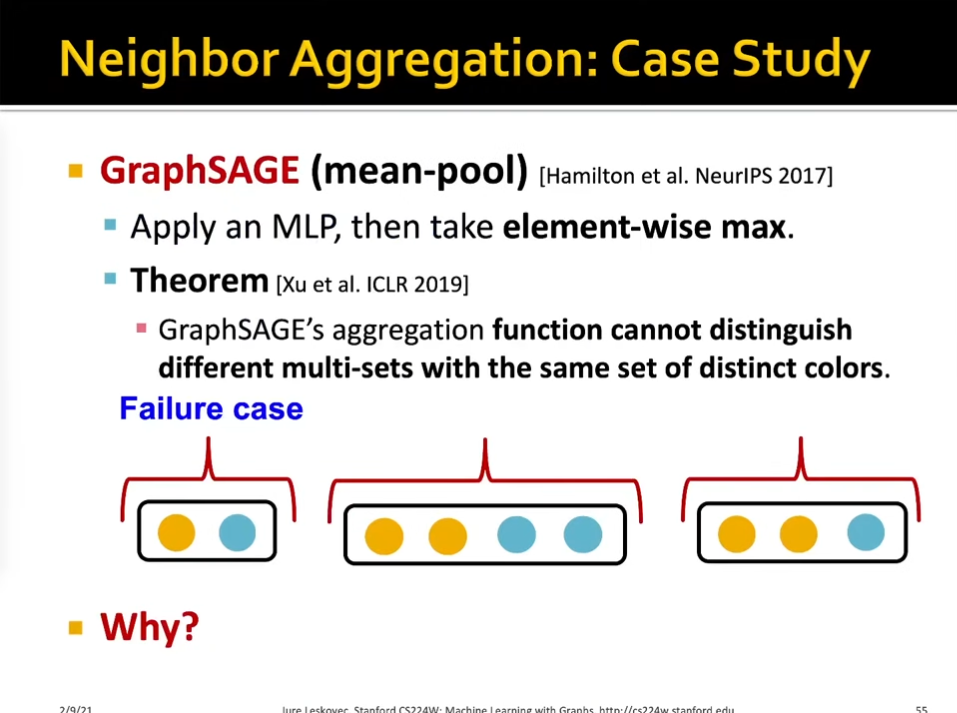 Neighbor Aggregation: Case Study
GraphSAGE (mean-pool) [Hamilton et al. NeurIPS 2017]
Apply an MLP, then take element-wise max.
Theorem [Xu et al. ICLR 2019]
GraphSAGE's aggregation function cannot distinguish
different multi-sets with the same set of distinct colors.
Failure case
Why?
2/9/21 Jure Leskovec, Stanford CS224W: Machine Learning with Graphs, http://cs224w.stanford.edu 55